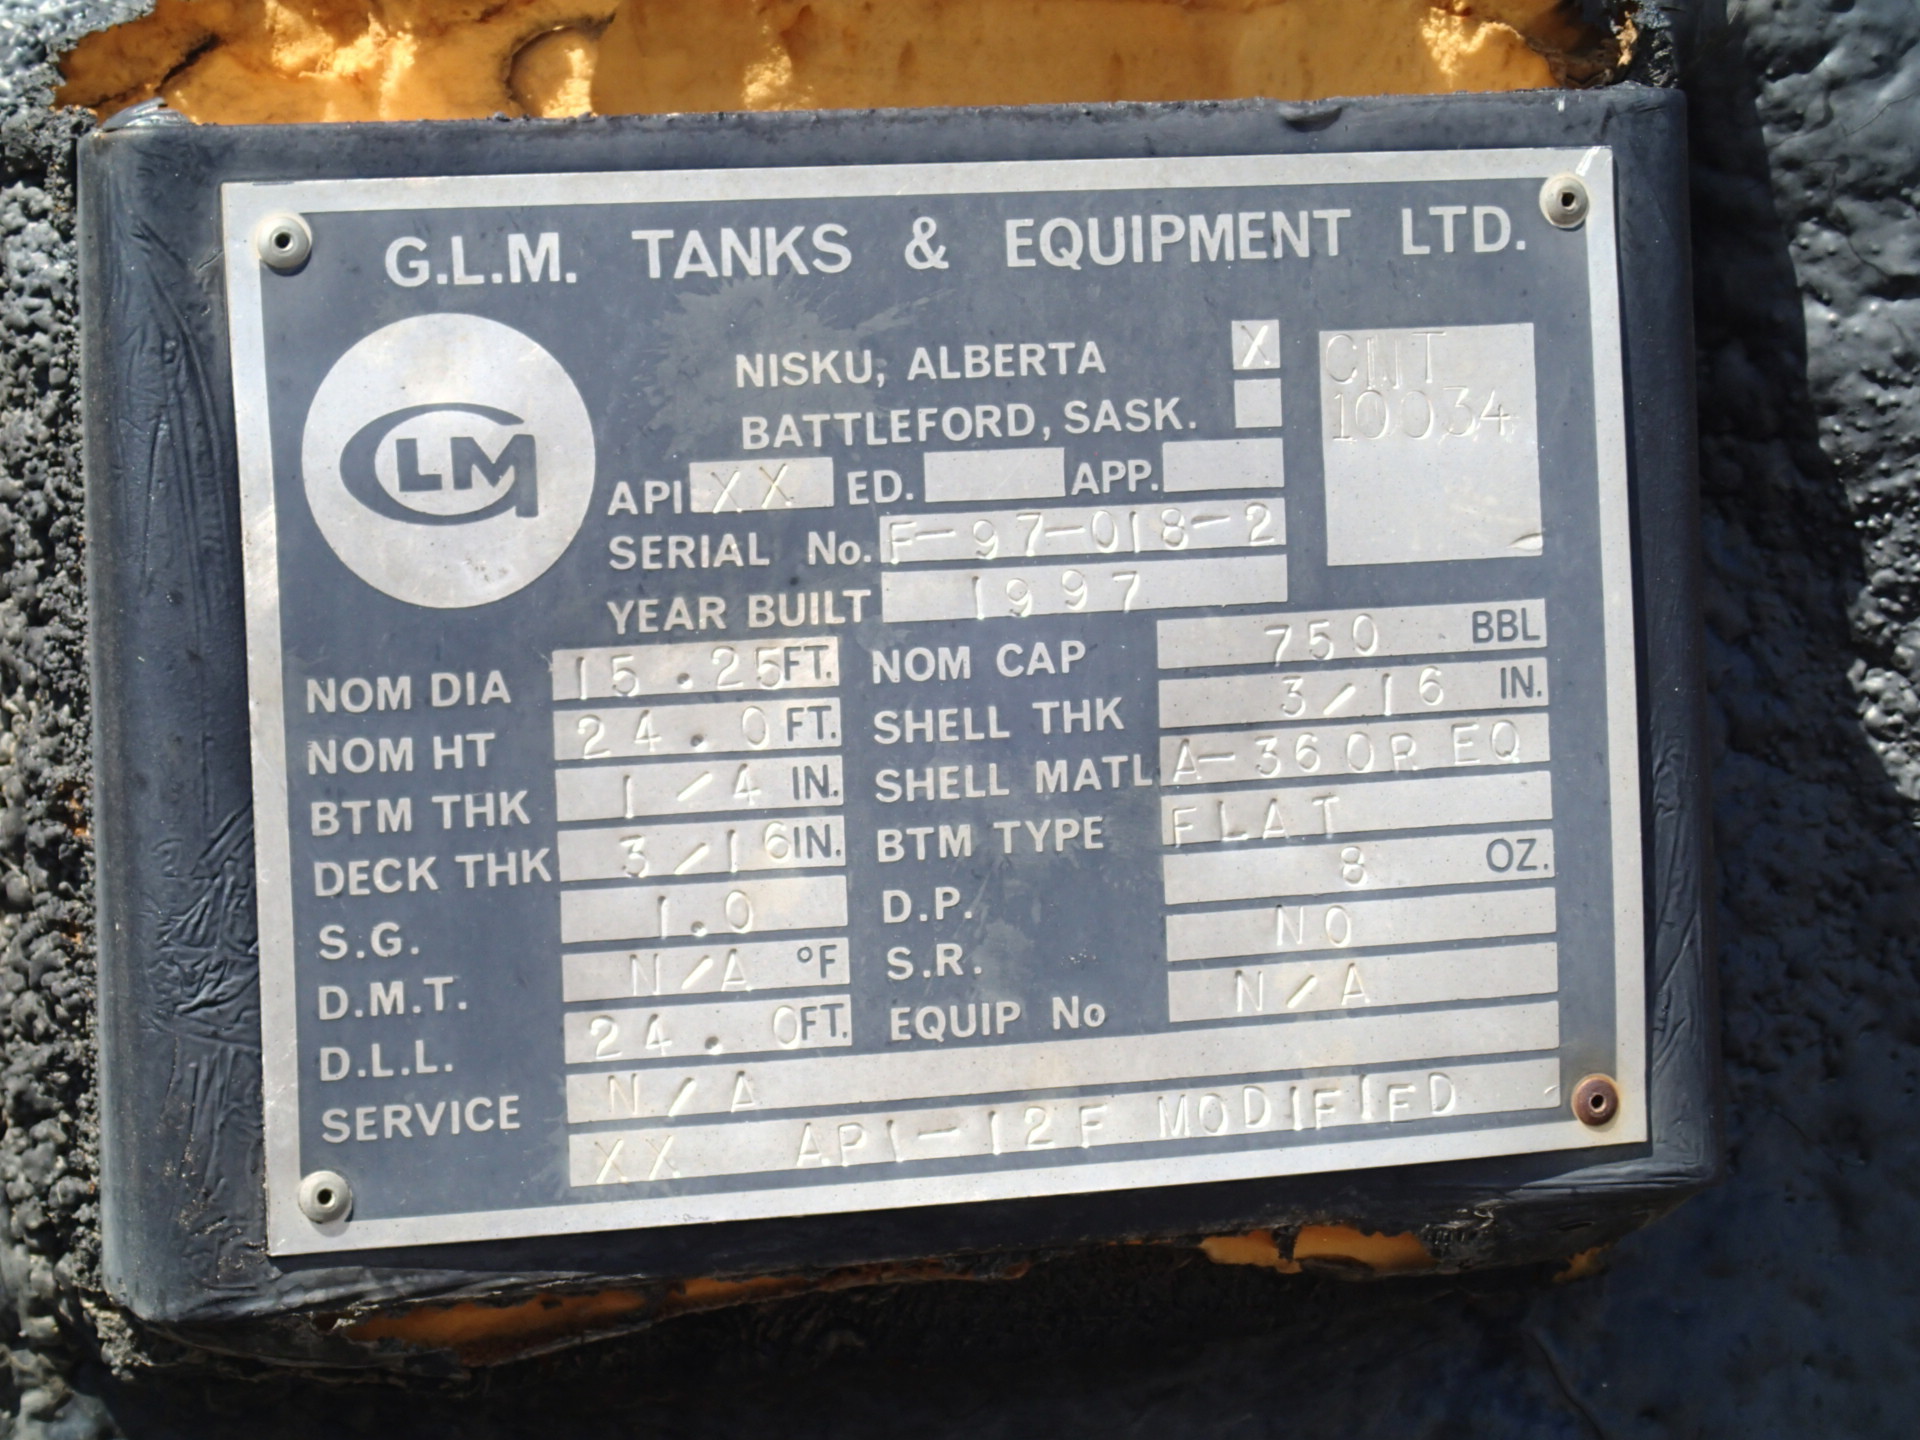 G.L.M. TANKS & EQUIPMENT LTD.
GLM
NISKU, ALBERTA X
BATTLEFORD, SASK.
CNT
10034
API XX ED. APP.
SERIAL No. F-97-018-2
YEAR BUILT 1997
NOM DIA 15.25 FT. NOM CAP 750 BBL
NOM HT 24.0 FT. SHELL THK 3/16 IN.
BTM THK 1/4 IN. SHELL MATL A-36 OR EQ
DECK THK 3/16 IN. BTM TYPE FLAT
S.G. 1.0 D.P. 8 OZ.
D.M.T. N/A °F S.R. NO
D.L.L. 24.0 FT. EQUIP No N/A
SERVICE N/A
XX API-12F MODIFIED